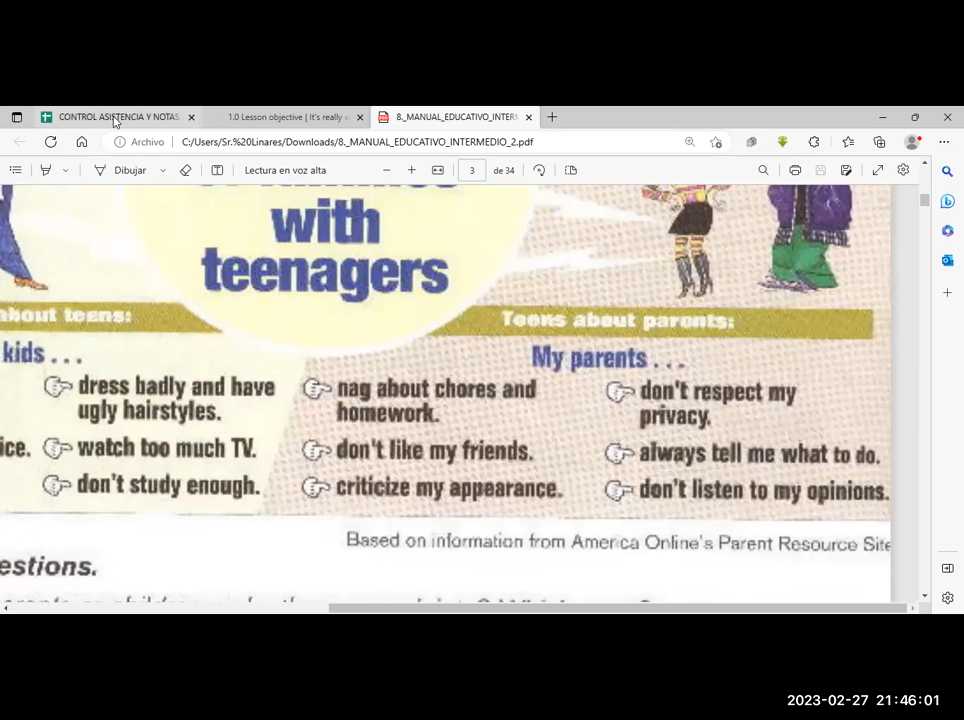 CONTROL ASISTENCIA Y NOTAS
1.0 Lesson objective | It's really
8._MANUAL_EDUCATIVO_INTERM
Archivo
C:/Users/Sr.%20Linares/Downloads/8._MANUAL_EDUCATIVO_INTERMEDIO_2.pdf
Dibujar
Lectura en voz alta
3
de 34
with
teenagers
about teens:
Teens about parents:
kids . . .
My parents . . .
dress badly and have
ugly hairstyles.
nag about chores and
homework.
don't respect my
privacy.
ice.
watch too much TV.
don't like my friends.
always tell me what to do.
don't study enough.
criticize my appearance.
don't listen to my opinions.
Based on information from America Online's Parent Resource Site
estions.
2023-02-27 21:46:01